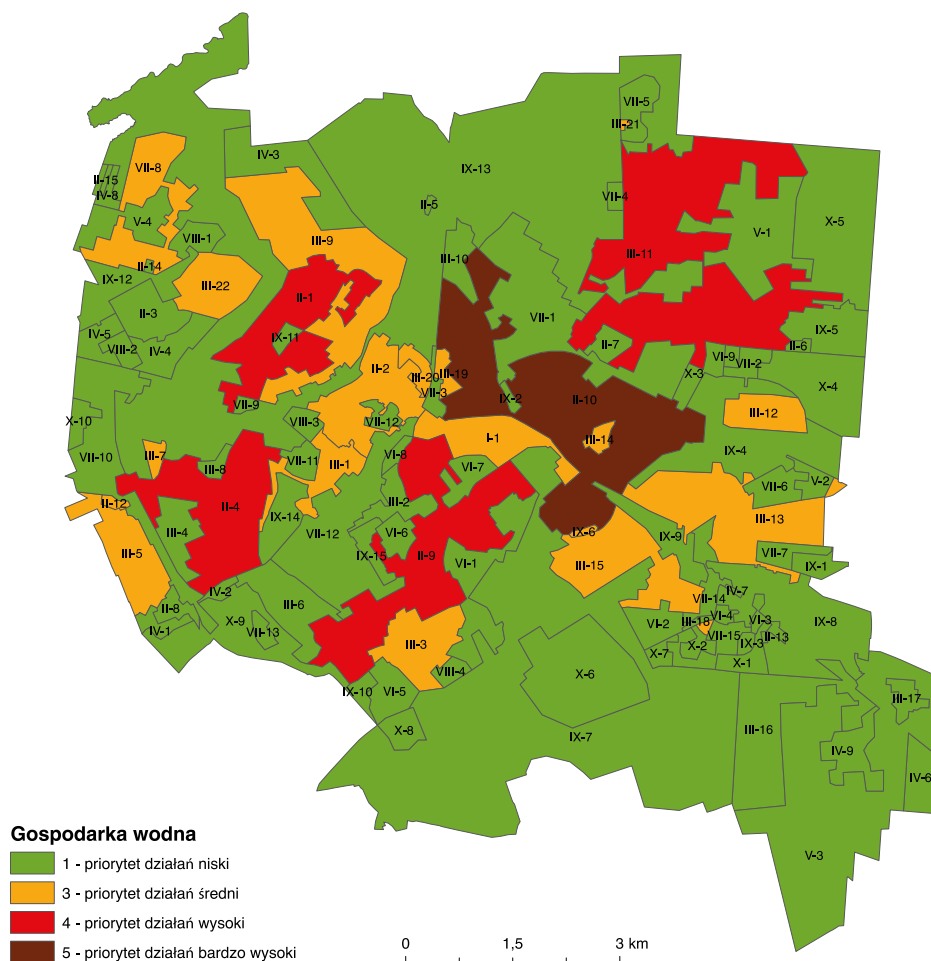 VII-5
III-21
IV-3
IX-13
VII-8
II-15
IV-8
VII-4
II-5
V-4
X-5
V-1
VIII-1
III-9
III-10
III-11
II-14
IX-12
III-22
II-1
II-3
VII-1
IV-5
IX-11
IX-5
VIII-2
IV-4
II-7
II-6
VI-9
VII-2
II-2
III-20
III-19
X-3
X-4
VII-3
IX-2
II-10
VII-9
III-12
X-10
VIII-3
VII-12
I-1
III-14
IX-4
VII-10
III-7
III-8
VII-11
III-1
VI-8
VII-7
VII-6
V-2
II-12
II-4
III-2
IX-14
III-13
III-4
VII-12
VI-6
IX-6
IX-9
III-5
IX-15
II-9
VI-1
III-15
VII-7
IX-1
IV-2
IV-7
VII-14
III-6
II-8
VI-4
VI-3
X-9
VI-2
III-18
IX-8
IV-1
VII-13
VII-15
II-13
IX-3
X-2
III-3
X-7
X-1
VIII-4
X-6
IX-10
VI-5
III-17
X-8
IX-7
III-16
IV-9
IV-6
V-3
Gospodarka wodna
1 - priorytet działań niski
3 - priorytet działań średni
4 - priorytet działań wysoki
5 - priorytet działań bardzo wysoki
0 1,5 3 km